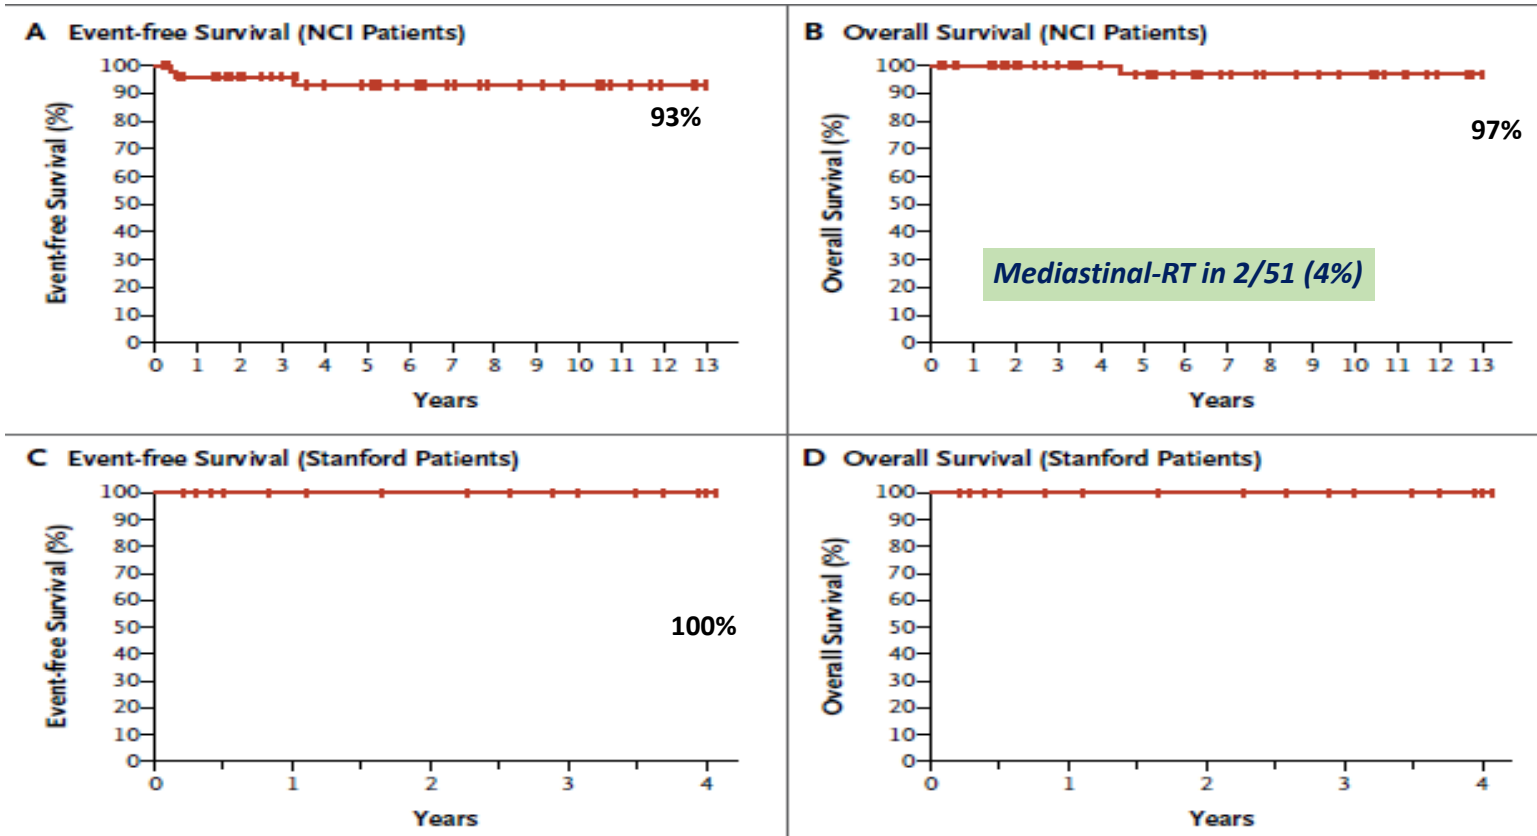 A Event-free Survival (NCI Patients)
Event-free Survival (%)
100
90
80
70
60
50
40
30
20
10
0
93%
0 1 2 3 4 5 6 7 8 9 10 11 12 13
Years
B Overall Survival (NCI Patients)
Overall Survival (%)
100
90
80
70
60
50
40
30
20
10
0
97%
Mediastinal-RT in 2/51 (4%)
0 1 2 3 4 5 6 7 8 9 10 11 12 13
Years
C Event-free Survival (Stanford Patients)
Event-free Survival (%)
100
90
80
70
60
50
40
30
20
10
0
100%
0 1 2 3 4
Years
D Overall Survival (Stanford Patients)
Overall Survival (%)
100
90
80
70
60
50
40
30
20
10
0
0 1 2 3 4
Years